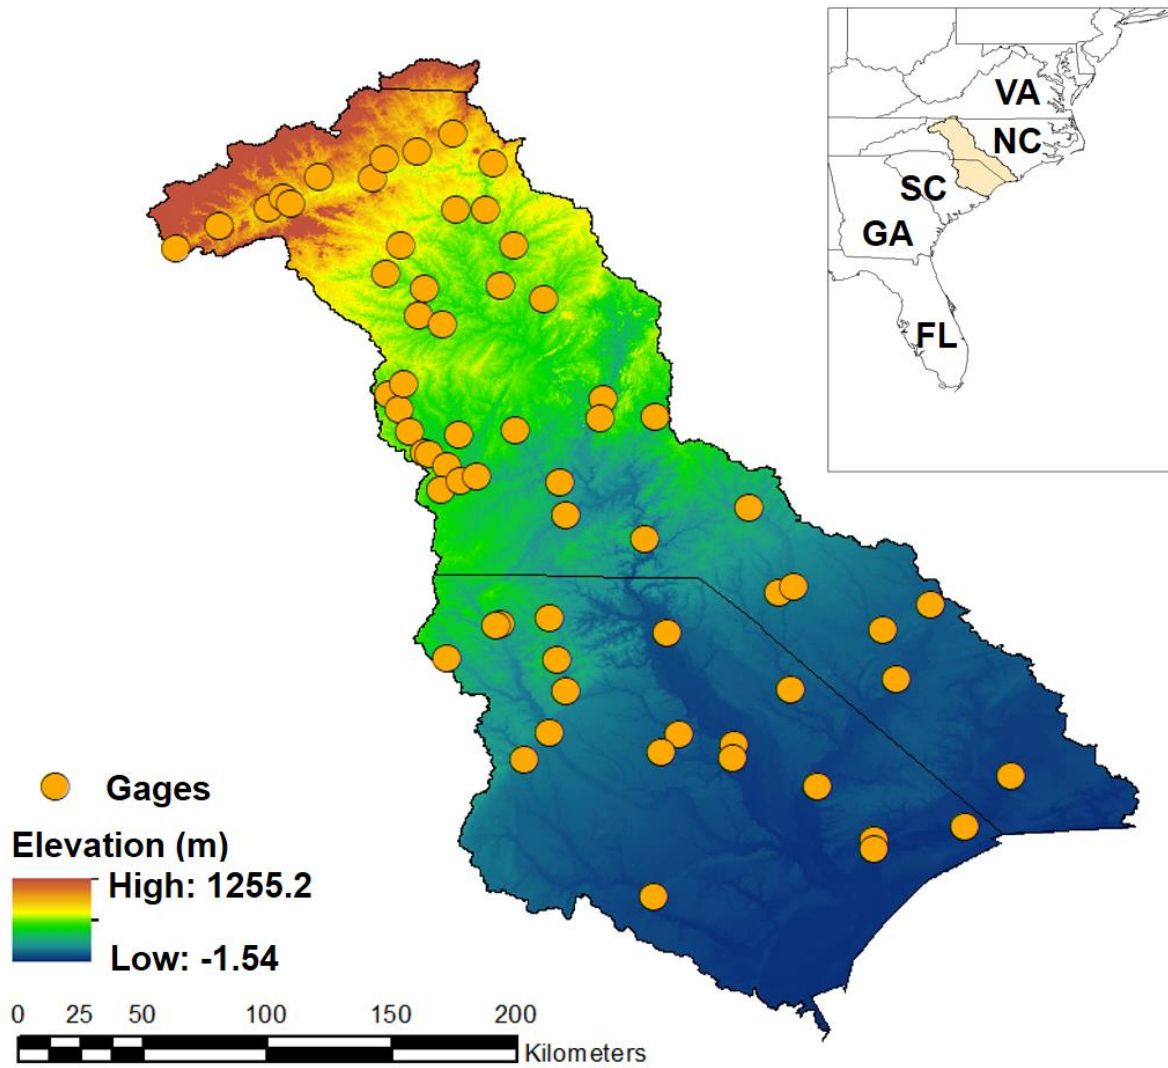 VA
NC
SC
GA
FL
Gages
Elevation (m)
High: 1255.2
Low: -1.54
0 25 50 100 150 200
Kilometers